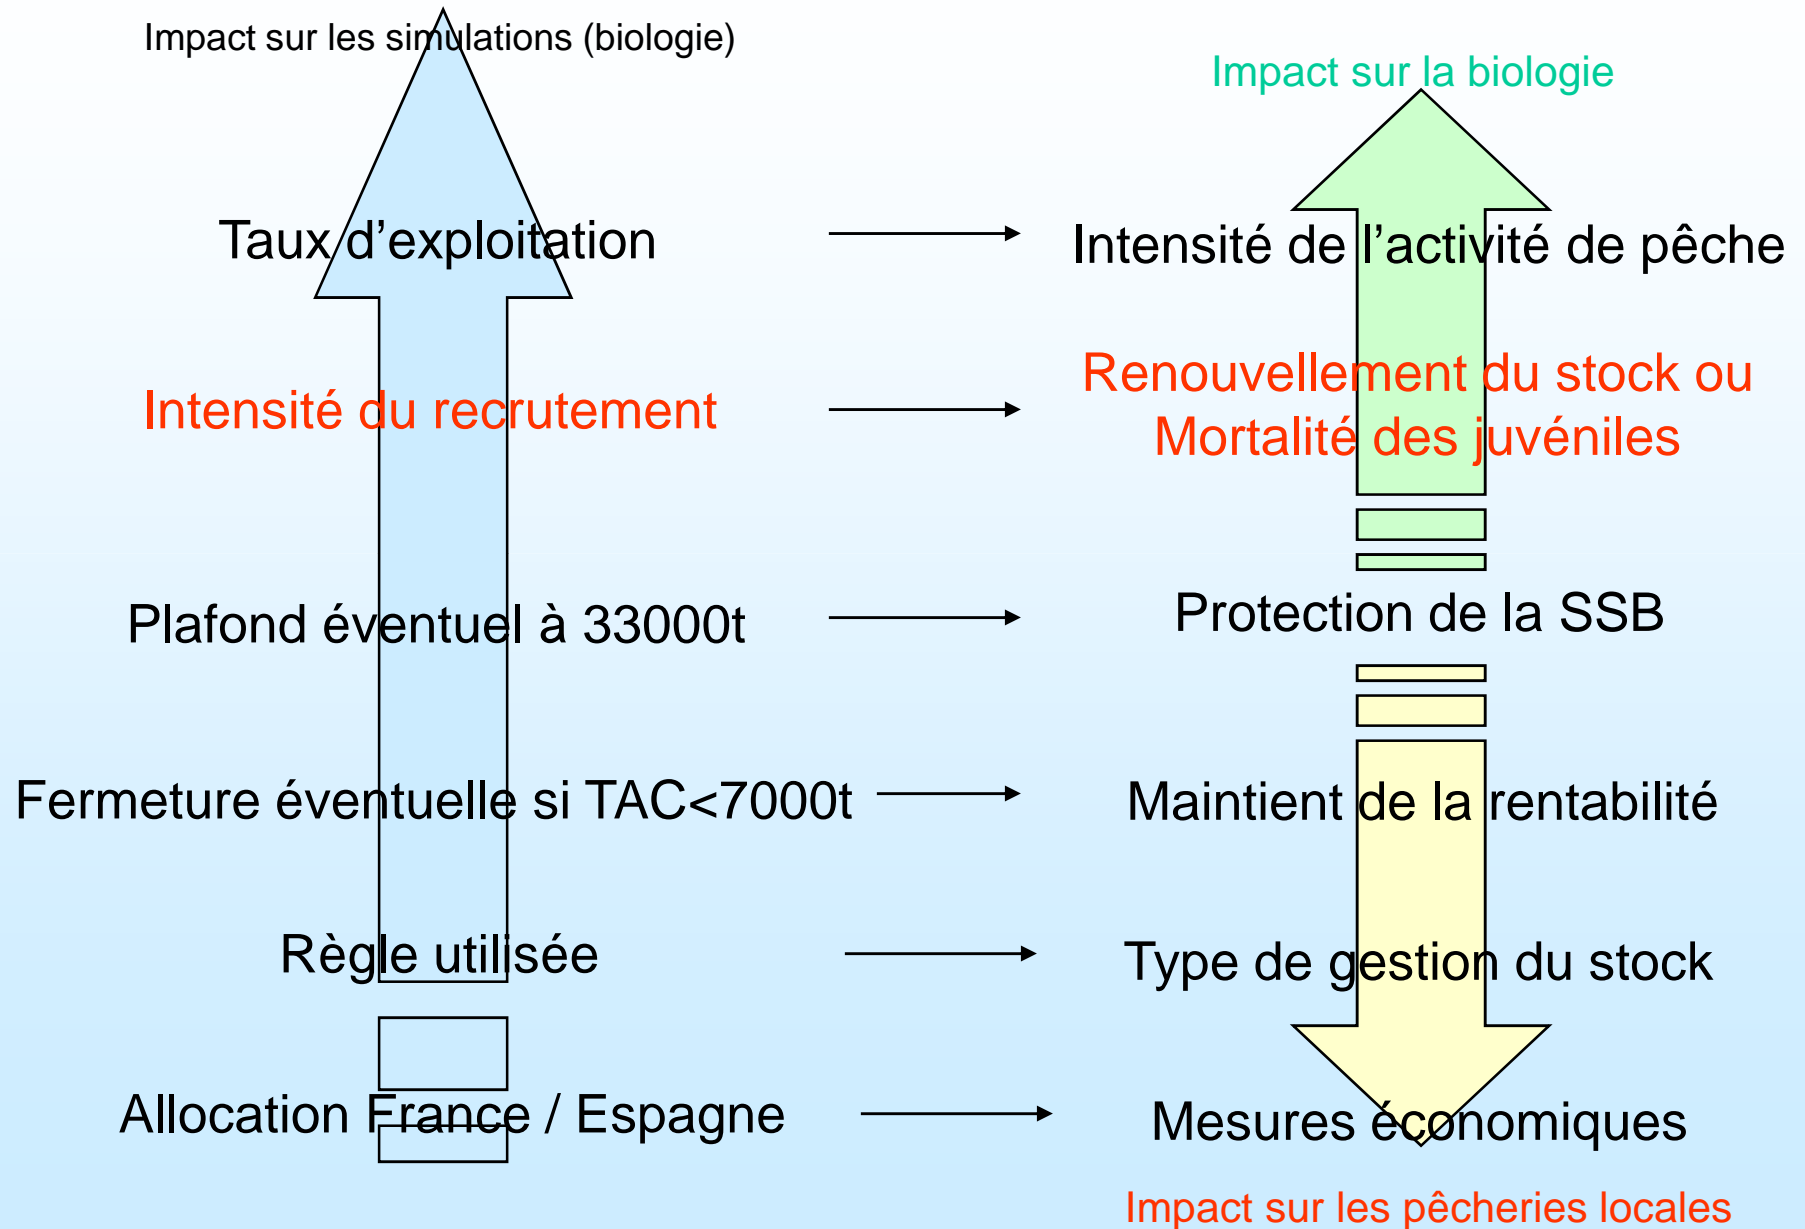 Impact sur les simulations (biologie)
Impact sur la biologie
Taux d’exploitation
Intensité de l’activité de pêche
Intensité du recrutement
Renouvellement du stock ou
Mortalité des juvéniles
Plafond éventuel à 33000t
Protection de la SSB
Fermeture éventuelle si TAC<7000t
Maintient de la rentabilité
Règle utilisée
Type de gestion du stock
Allocation France / Espagne
Mesures économiques
Impact sur les pêcheries locales